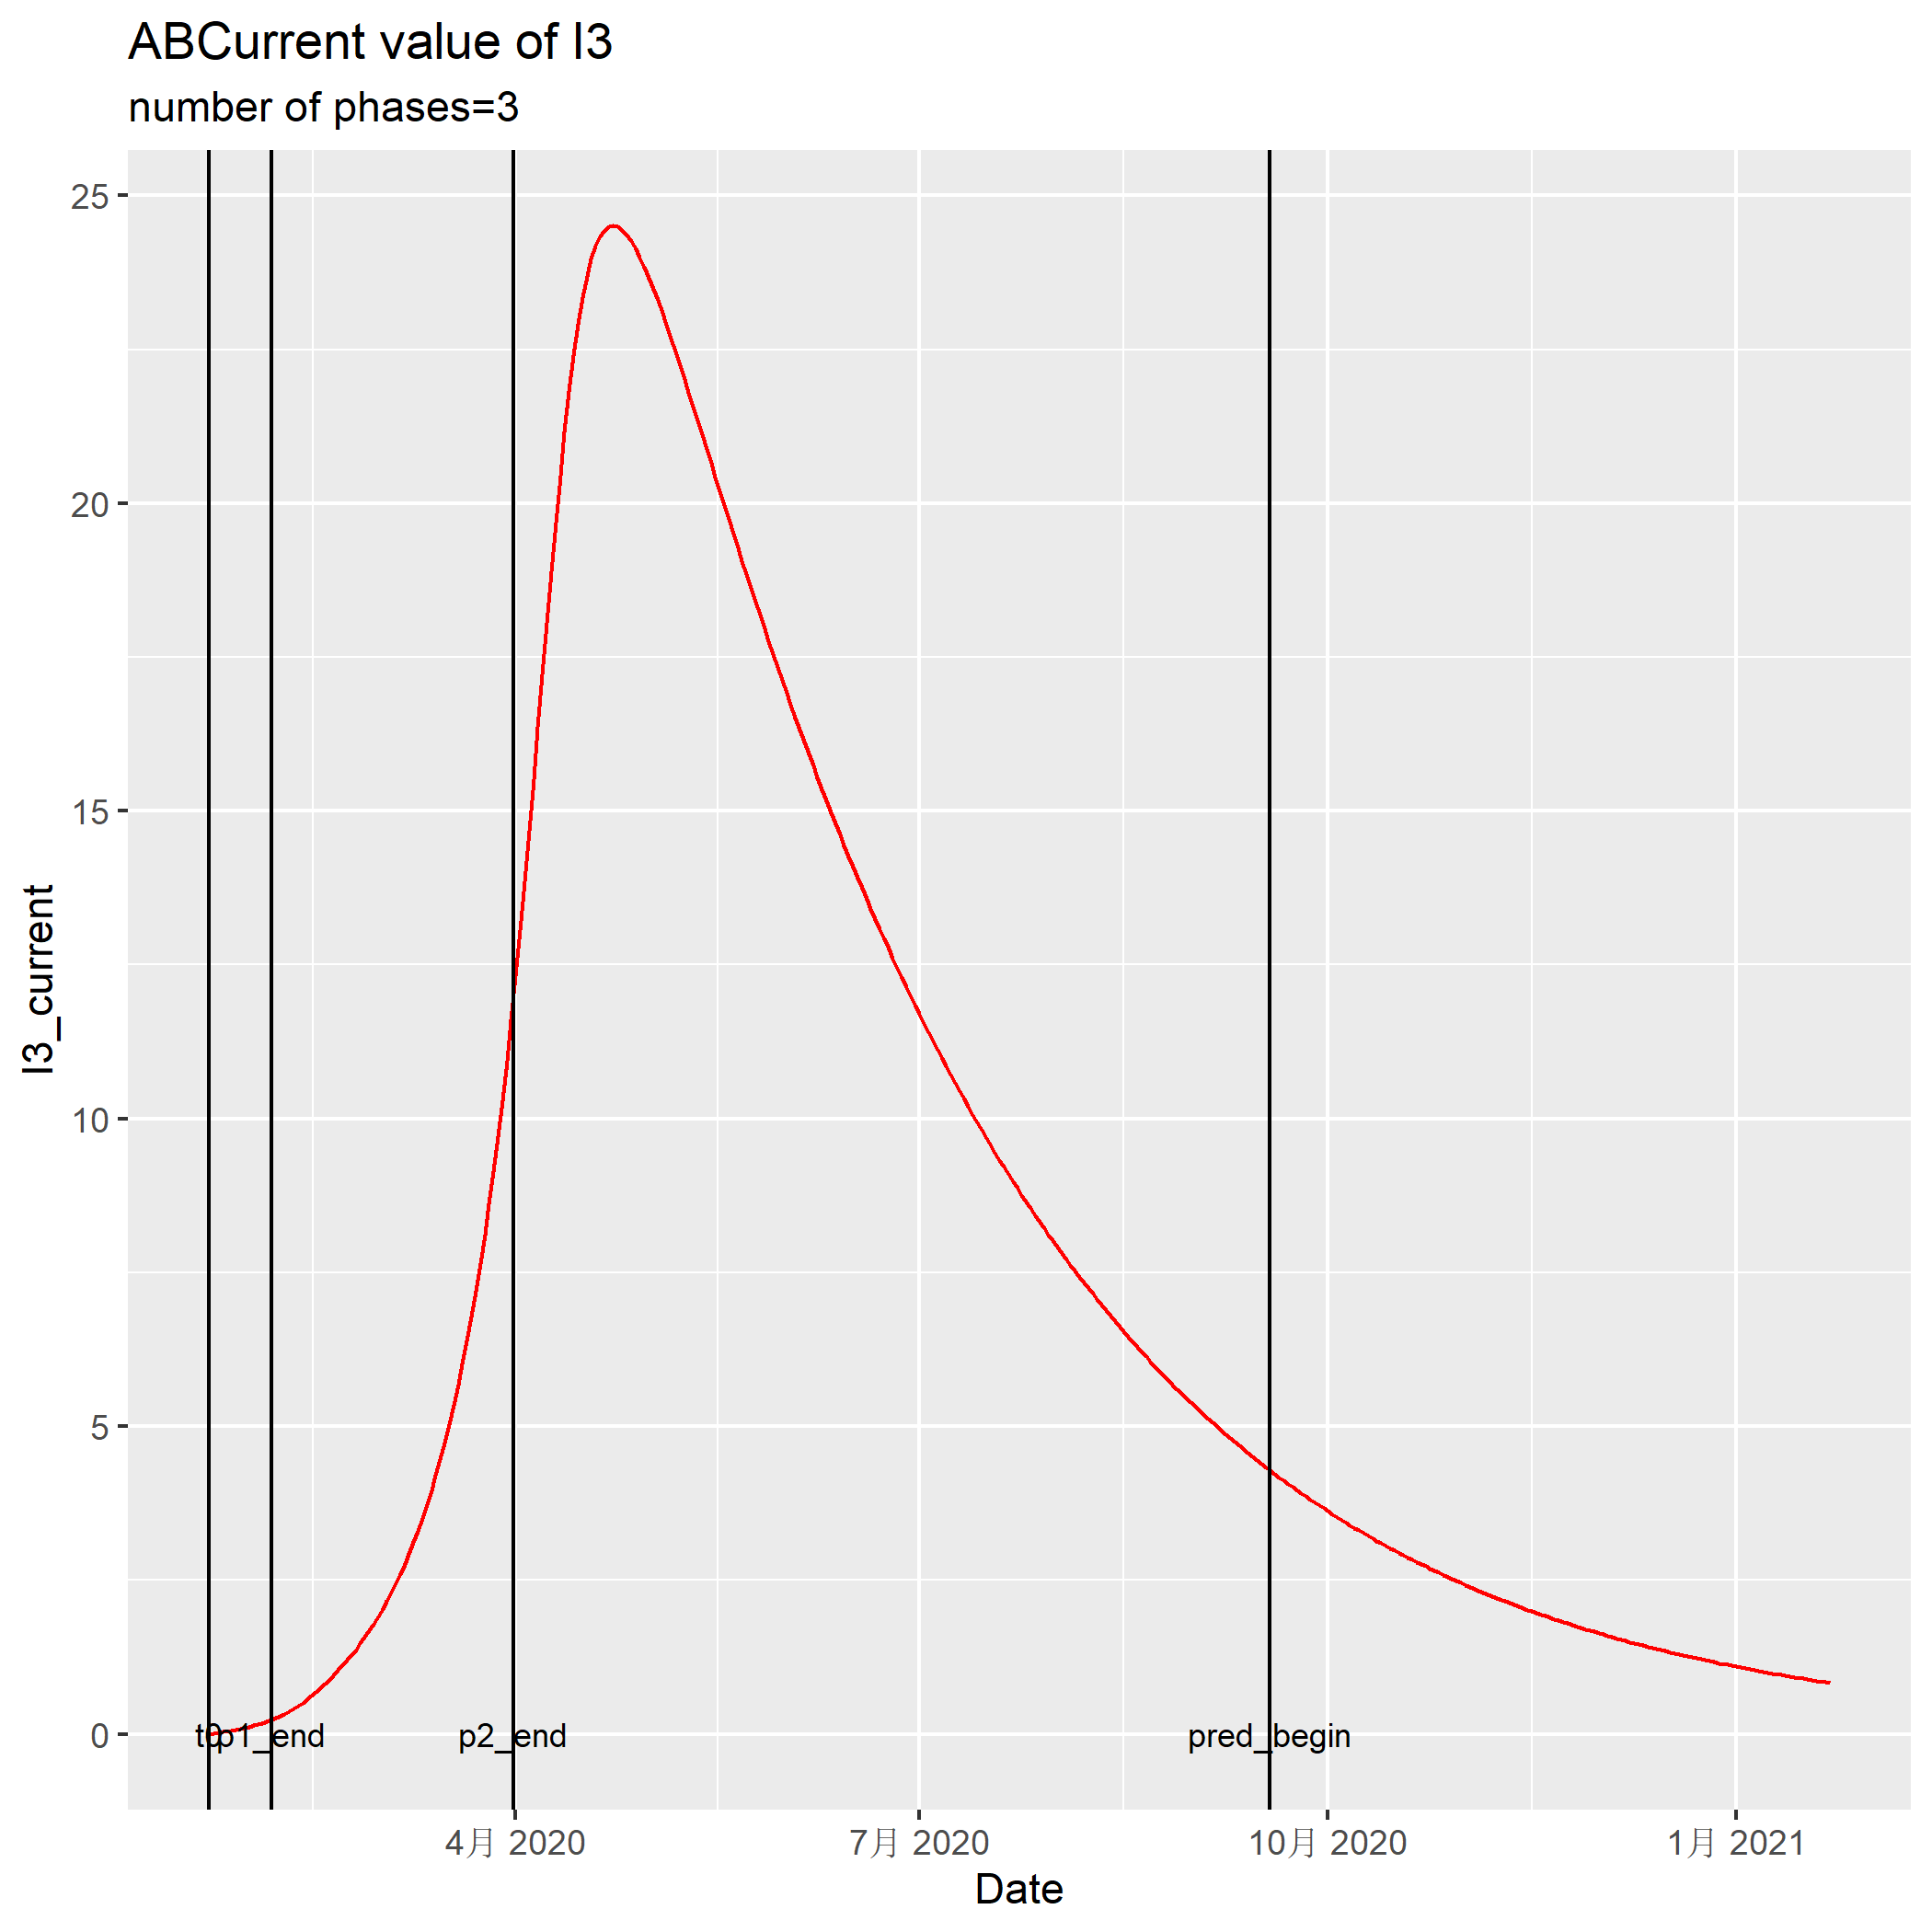 ABCurrent value of I3
number of phases=3
25
20
15
10
5
0
I3_current
t0
p1_end
p2_end
pred_begin
4月 2020
7月 2020
10月 2020
1月 2021
Date